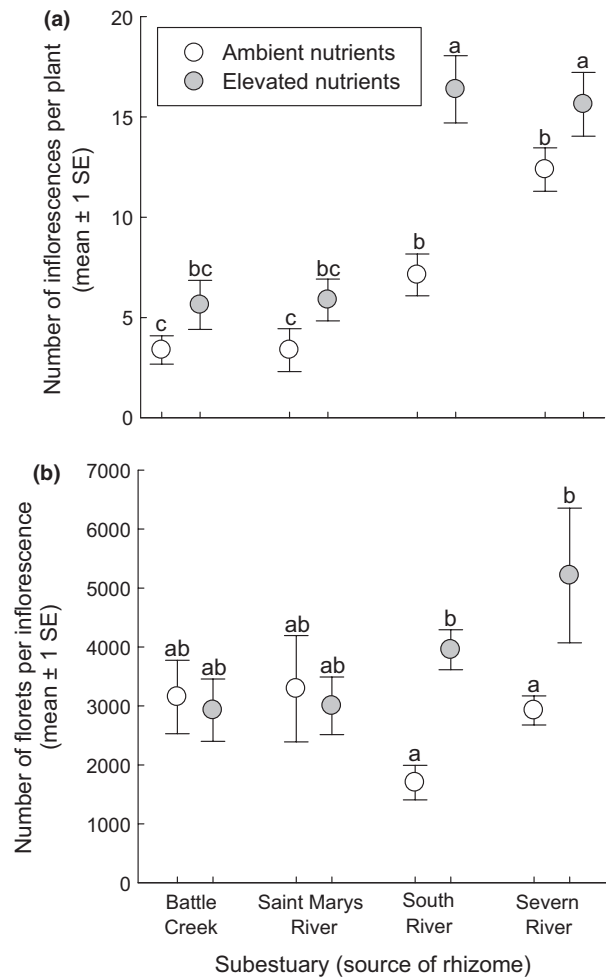 (a)
Number of inflorescences per plant
(mean ± 1 SE)
20
15
10
5
0
Ambient nutrients
Elevated nutrients
c
bc
c
bc
b
a
b
a
(b)
Number of florets per inflorescence
(mean ± 1 SE)
7000
6000
5000
4000
3000
2000
1000
0
ab
ab
ab
ab
a
b
a
b
Battle
Creek
Saint Marys
River
South
River
Severn
River
Subestuary (source of rhizome)